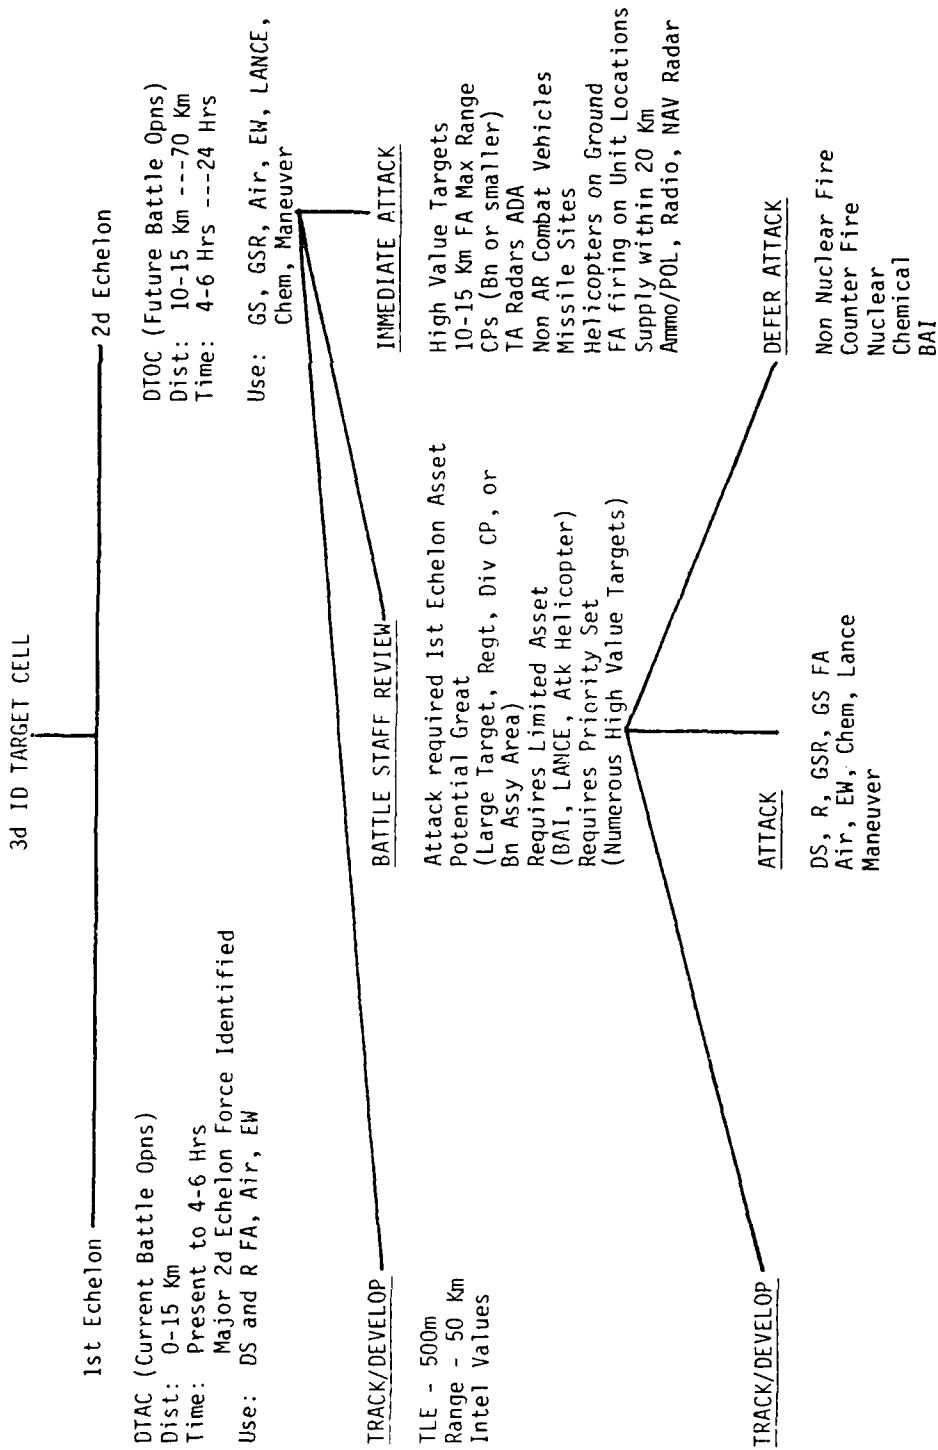 3d ID TARGET CELL
1st Echelon
2d Echelon
DTAC (Current Battle Opns)
Dist: 0-15 Km
Time: Present to 4-6 Hrs
Major 2d Echelon Force Identified
Use: DS and R FA, Air, EW
DTOC (Future Battle Opns)
Dist: 10-15 Km ---70 Km
Time: 4-6 Hrs ---24 Hrs
Use: GS, GSR, Air, EW, LANCE,
Chem, Maneuver
TRACK/DEVELOP
TLE - 500m
Range - 50 Km
Intel Values
BATTLE STAFF REVIEW
Attack required 1st Echelon Asset
Potential Great
(Large Target, Regt, Div CP, or
Bn Assy Area)
Requires Limited Asset
(BAI, LANCE, Atk Helicopter)
Requires Priority Set
(Numerous High Value Targets)
IMMEDIATE ATTACK
High Value Targets
10-15 Km FA Max Range
CPs (Bn or smaller)
TA Radars ADA
Non AR Combat Vehicles
Missile Sites
Helicopters on Ground
FA firing on Unit Locations
Supply within 20 Km
Ammo/POL, Radio, NAV Radar
TRACK/DEVELOP
ATTACK
DS, R, GSR, GS FA
Air, EW, Chem, Lance
Maneuver
DEFER ATTACK
Non Nuclear Fire
Counter Fire
Nuclear
Chemical
BAI